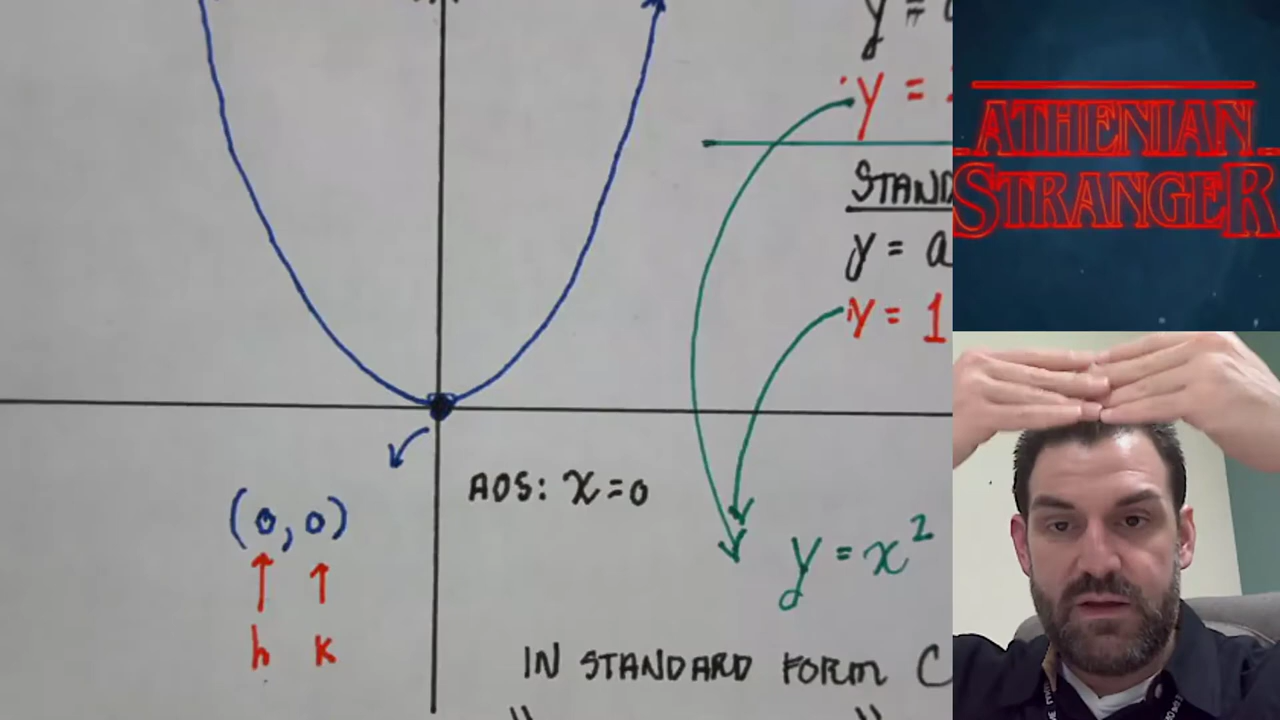 y =
y =
STAND
y = a
y = 1
AOS: x=0
(0,0)
h k
y = x²
IN STANDARD FORM C
ATHENIAN
STRANGER